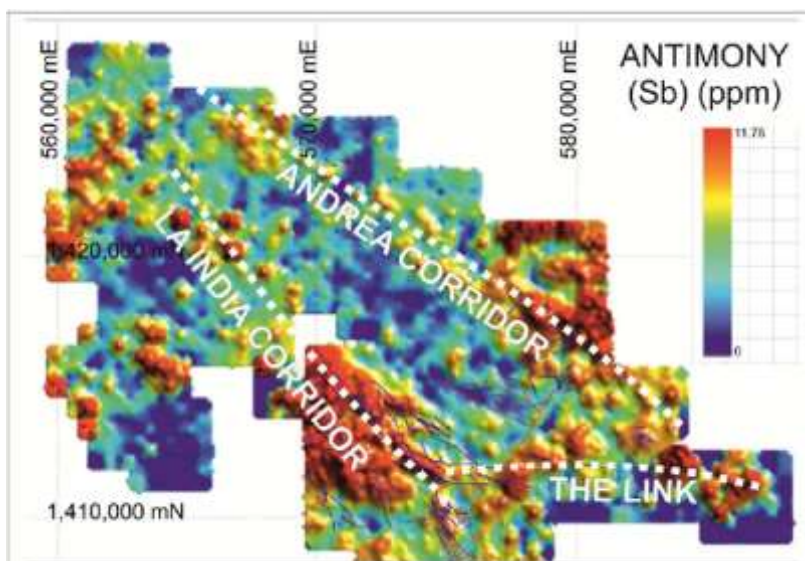 560,000 mE
570,000 mE
580,000 mE
ANTIMONY
(Sb) (ppm)
11.75
0
ANDREA CORRIDOR
LA INDIA CORRIDOR
1,420,000 mN
THE LINK
1,410,000 mN